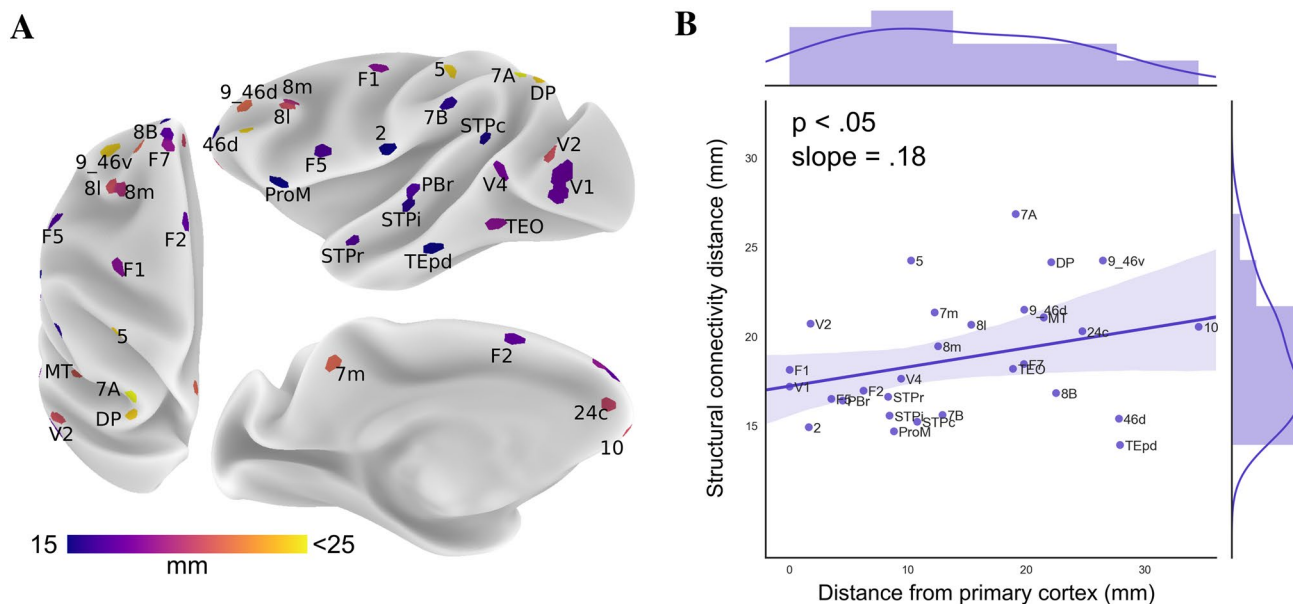 A
B
F1
5
7A
DP
9_46d
8m
8l
7B
STPc
46d
2
V2
F5
V4
V1
ProM
PBr
STPi
TEO
STPr
TEpd
8B
F7
9_46v
8l
8m
F5
F2
F1
5
MT
7A
DP
V2
F2
7m
24c
10
15
<25
mm
p < .05
slope = .18
Structural connectivity distance (mm)
30
25
20
15
7A
5
DP
9_46v
7m
9_46d
MT
V2
8l
24c
10
8m
F1
F7
TEO
V4
V1
F2
8B
F5
PBr
STPr
STPi
7B
46d
STPc
2
ProM
TEpd
0
10
20
30
Distance from primary cortex (mm)